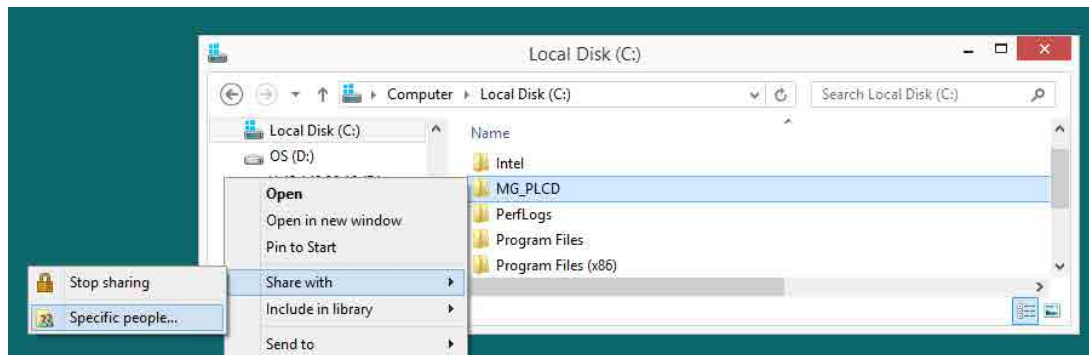 Local Disk (C:)
Computer Local Disk (C:)
Search Local Disk (C:)
Local Disk (C:)
OS (D:)
Name
Intel
MG_PLCD
PerfLogs
Program Files
Program Files (x86)
Open
Open in new window
Pin to Start
Share with
Include in library
Send to
Stop sharing
Specific people...